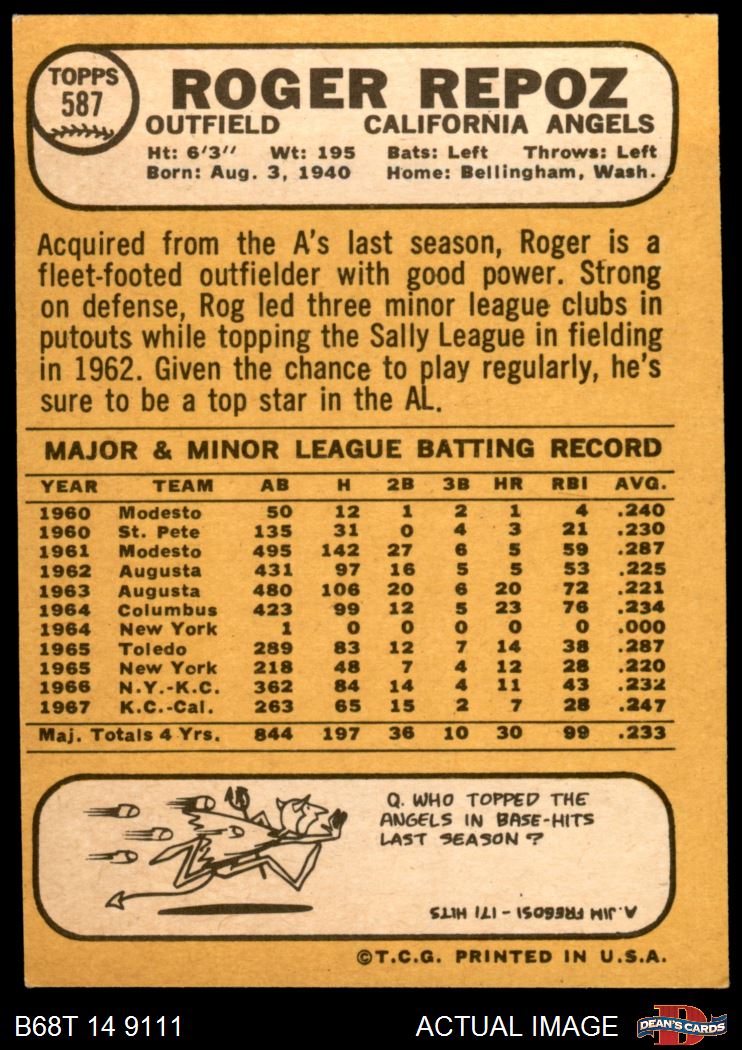 TOPPS
587
ROGER REPOZ
OUTFIELD CALIFORNIA ANGELS
Ht: 6'3″ Wt: 195 Bats: Left Throws: Left
Born: Aug. 3, 1940 Home: Bellingham, Wash.
Acquired from the A's last season, Roger is a
fleet-footed outfielder with good power. Strong
on defense, Rog led three minor league clubs in
putouts while topping the Sally League in fielding
in 1962. Given the chance to play regularly, he's
sure to be a top star in the AL.
MAJOR & MINOR LEAGUE BATTING RECORD
YEAR TEAM AB H 2B 3B HR RBI AVG.
1960 Modesto 50 12 1 2 1 4 .240
1960 St. Pete 135 31 0 4 3 21 .230
1961 Modesto 495 142 27 6 5 59 .287
1962 Augusta 431 97 16 5 5 53 .225
1963 Augusta 480 106 20 6 20 72 .221
1964 Columbus 423 99 12 5 23 76 .234
1964 New York 1 0 0 0 0 0 .000
1965 Toledo 289 83 12 7 14 38 .287
1965 New York 218 48 7 4 12 28 .220
1966 N.Y.-K.C. 362 84 14 4 11 43 .232
1967 K.C.-Cal. 263 65 15 2 7 28 .247
Maj. Totals 4 Yrs. 844 197 36 10 30 99 .233
Q. WHO TOPPED THE
ANGELS IN BASE-HITS
LAST SEASON?
A. JIM FREGOSI - 171 HITS
©T.C.G. PRINTED IN U.S.A.
B68T 14 9111 ACTUAL IMAGE DEAN'S CARDS